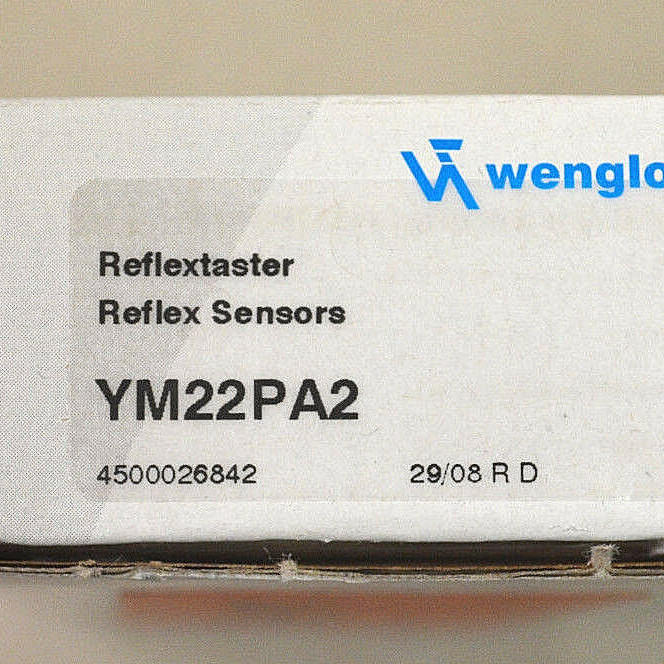 wenglo
Reflextaster
Reflex Sensors
YM22PA2
4500026842
29/08 R D